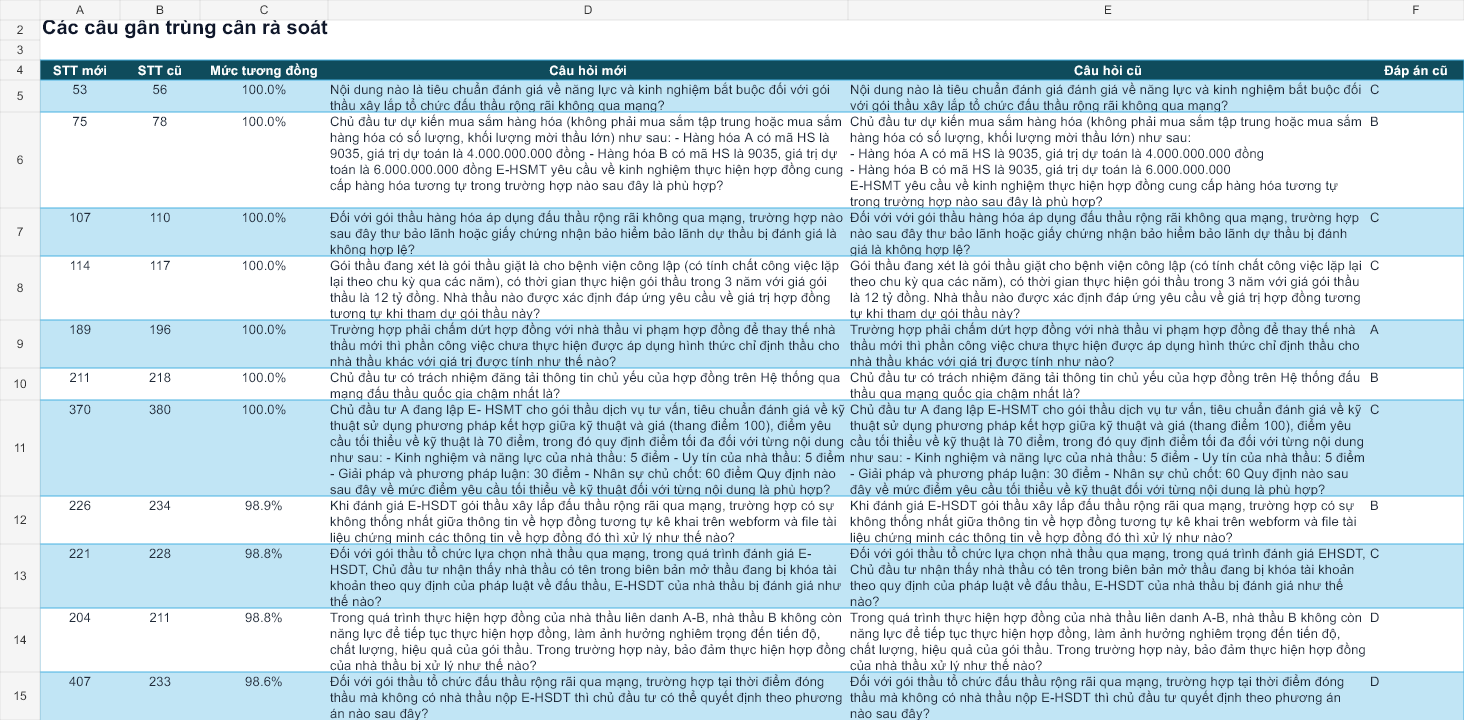 A B C D E F
2 Các câu gần trùng cần rà soát
3
4 STT mới STT cũ Mức tương đồng Câu hỏi mới Câu hỏi cũ Đáp án cũ
5 53 56 100.0%
Nội dung nào là tiêu chuẩn đánh giá về năng lực và kinh nghiệm bắt buộc đối với gói
thầu xây lắp tổ chức đấu thầu rộng rãi không qua mạng?
Nội dung nào là tiêu chuẩn đánh giá đánh giá về năng lực và kinh nghiệm bắt buộc đối
với gói thầu xây lắp tổ chức đấu thầu rộng rãi không qua mạng?
C
6 75 78 100.0%
Chủ đầu tư dự kiến mua sắm hàng hóa (không phải mua sắm tập trung hoặc mua sắm
hàng hóa có số lượng, khối lượng mời thầu lớn) như sau: - Hàng hóa A có mã HS là
9035, giá trị dự toán là 4.000.000.000 đồng - Hàng hóa B có mã HS là 9035, giá trị dự
toán là 6.000.000.000 đồng E-HSMT yêu cầu về kinh nghiệm thực hiện hợp đồng cung
cấp hàng hóa tương tự trong trường hợp nào sau đây là phù hợp?
Chủ đầu tư dự kiến mua sắm hàng hóa (không phải mua sắm tập trung hoặc mua sắm
hàng hóa có số lượng, khối lượng mời thầu lớn) như sau:
- Hàng hóa A có mã HS là 9035, giá trị dự toán là 4.000.000.000 đồng
- Hàng hóa B có mã HS là 9035, giá trị dự toán là 6.000.000.000
E-HSMT yêu cầu về kinh nghiệm thực hiện hợp đồng cung cấp hàng hóa tương tự
trong trường hợp nào sau đây là phù hợp?
B
7 107 110 100.0%
Đối với gói thầu hàng hóa áp dụng đấu thầu rộng rãi không qua mạng, trường hợp nào
sau đây thư bảo lãnh hoặc giấy chứng nhận bảo hiểm bảo lãnh dự thầu bị đánh giá là
không hợp lệ?
Đối với với gói thầu hàng hóa áp dụng đấu thầu rộng rãi không qua mạng, trường hợp
nào sau đây thư bảo lãnh hoặc giấy chứng nhận bảo hiểm bảo lãnh dự thầu bị đánh
giá là không hợp lệ?
C
8 114 117 100.0%
Gói thầu đang xét là gói thầu giặt là cho bệnh viện công lập (có tính chất công việc lặp
lại theo chu kỳ qua các năm), có thời gian thực hiện gói thầu trong 3 năm với giá gói
thầu là 12 tỷ đồng. Nhà thầu nào được xác định đáp ứng yêu cầu về giá trị hợp đồng
tương tự khi tham dự gói thầu này?
Gói thầu đang xét là gói thầu giặt cho bệnh viện công lập (có tính chất công việc lặp lại
theo chu kỳ qua các năm), có thời gian thực hiện gói thầu trong 3 năm với giá gói thầu
là 12 tỷ đồng. Nhà thầu nào được xác định đáp ứng yêu cầu về giá trị hợp đồng tương
tự khi tham dự gói thầu này?
C
9 189 196 100.0%
Trường hợp phải chấm dứt hợp đồng với nhà thầu vi phạm hợp đồng để thay thế nhà
thầu mới thì phần công việc chưa thực hiện được áp dụng hình thức chỉ định thầu cho
nhà thầu khác với giá trị được tính như thế nào?
Trường hợp phải chấm dứt hợp đồng với nhà thầu vi phạm hợp đồng để thay thế nhà
thầu mới thì phần công việc chưa thực hiện được áp dụng hình thức chỉ định thầu cho
nhà thầu khác với giá trị được tính như nào?
A
10 211 218 100.0%
Chủ đầu tư có trách nhiệm đăng tải thông tin chủ yếu của hợp đồng trên Hệ thống qua
mạng đấu thầu quốc gia chậm nhất là?
Chủ đầu tư có trách nhiệm đăng tải thông tin chủ yếu của hợp đồng trên Hệ thống đấu
thầu qua mạng quốc gia chậm nhất là?
B
11 370 380 100.0%
Chủ đầu tư A đang lập E- HSMT cho gói thầu dịch vụ tư vấn, tiêu chuẩn đánh giá về kỹ
thuật sử dụng phương pháp kết hợp giữa kỹ thuật và giá (thang điểm 100), điểm yêu
cầu tối thiểu về kỹ thuật là 70 điểm, trong đó quy định điểm tối đa đối với từng nội dung
như sau: - Kinh nghiệm và năng lực của nhà thầu: 5 điểm - Uy tín của nhà thầu: 5 điểm
- Giải pháp và phương pháp luận: 30 điểm - Nhân sự chủ chốt: 60 điểm Quy định nào
sau đây về mức điểm yêu cầu tối thiểu về kỹ thuật đối với từng nội dung là phù hợp?
Chủ đầu tư A đang lập E-HSMT cho gói thầu dịch vụ tư vấn, tiêu chuẩn đánh giá về kỹ
thuật sử dụng phương pháp kết hợp giữa kỹ thuật và giá (thang điểm 100), điểm yêu
cầu tối thiểu về kỹ thuật là 70 điểm, trong đó quy định điểm tối đa đối với từng nội dung
như sau: - Kinh nghiệm và năng lực của nhà thầu: 5 điểm - Uy tín của nhà thầu: 5 điểm
- Giải pháp và phương pháp luận: 30 điểm - Nhân sự chủ chốt: 60 Quy định nào sau
đây về mức điểm yêu cầu tối thiểu về kỹ thuật đối với từng nội dung là phù hợp?
C
12 226 234 98.9%
Khi đánh giá E-HSDT gói thầu xây lắp đấu thầu rộng rãi qua mạng, trường hợp có sự
không thống nhất giữa thông tin về hợp đồng tương tự kê khai trên webform và file tài
liệu chứng minh các thông tin về hợp đồng đó thì xử lý như thế nào?
Khi đánh giá E-HSDT gói thầu xây lắp đấu thầu rộng rãi qua mạng, trường hợp có sự
không thống nhất giữa thông tin về hợp đồng tương tự kê khai trên webform và file tài
liệu chứng minh các thông tin về hợp đồng đó thì xử lý như nào?
B
13 221 228 98.8%
Đối với gói thầu tổ chức lựa chọn nhà thầu qua mạng, trong quá trình đánh giá E-
HSDT, Chủ đầu tư nhận thấy nhà thầu có tên trong biên bản mở thầu đang bị khóa tài
khoản theo quy định của pháp luật về đấu thầu, E-HSDT của nhà thầu bị đánh giá như
thế nào?
Đối với gói thầu tổ chức lựa chọn nhà thầu qua mạng, trong quá trình đánh giá EHSDT,
Chủ đầu tư nhận thấy nhà thầu có tên trong biên bản mở thầu đang bị khóa tài khoản
theo quy định của pháp luật về đấu thầu, E-HSDT của nhà thầu bị đánh giá như thế
nào?
C
14 204 211 98.8%
Trong quá trình thực hiện hợp đồng của nhà thầu liên danh A-B, nhà thầu B không còn
năng lực để tiếp tục thực hiện hợp đồng, làm ảnh hưởng nghiêm trọng đến tiến độ,
chất lượng, hiệu quả của gói thầu. Trong trường hợp này, bảo đảm thực hiện hợp đồng
của nhà thầu bị xử lý như thế nào?
Trong quá trình thực hiện hợp đồng của nhà thầu liên danh A-B, nhà thầu B không còn
năng lực để tiếp tục thực hiện hợp đồng, làm ảnh hưởng nghiêm trọng đến tiến độ,
chất lượng, hiệu quả của gói thầu. Trong trường hợp này, bảo đảm thực hiện hợp đồng
của nhà thầu xử lý như thế nào?
D
15 407 233 98.6%
Đối với gói thầu tổ chức đấu thầu rộng rãi qua mạng, trường hợp tại thời điểm đóng
thầu mà không có nhà thầu nộp E-HSDT thì chủ đầu tư có thể quyết định theo phương
án nào sau đây?
Đối với gói thầu tổ chức đấu thầu rộng rãi qua mạng, trường hợp tại thời điểm đóng
thầu mà không có nhà thầu nộp E-HSDT thì chủ đầu tư quyết định theo phương án
nào sau đây?
D